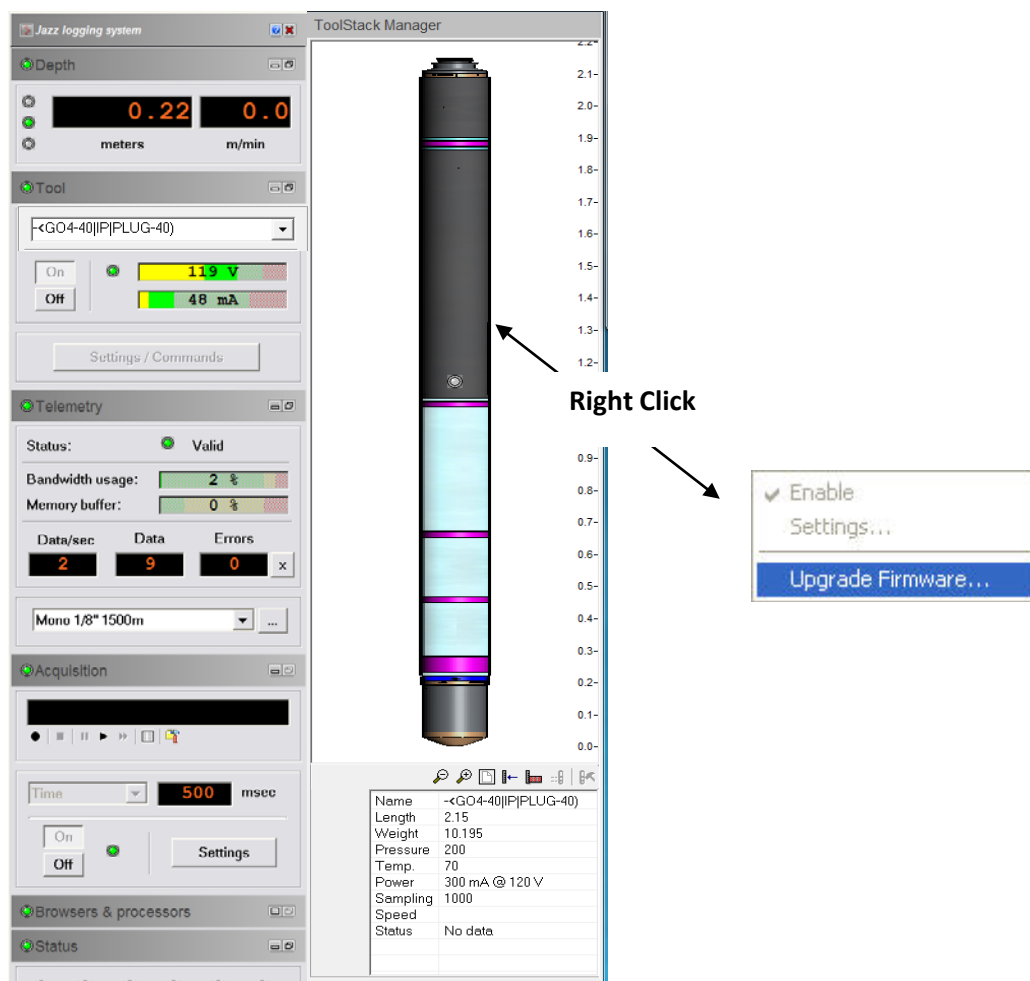 Jazz logging system
Depth
0.22
0.0
meters
m/min
Tool
-<GO4-40|IP|PLUG-40)
On
119 V
Off
48 mA
Settings / Commands
Telemetry
Status:
Valid
Bandwidth usage:
2 %
Memory buffer:
0 %
Data/sec
Data
Errors
2
9
0
x
Mono 1/8" 1500m
...
Acquisition
Time
500
msec
On
Off
Settings
Browsers & processors
Status
ToolStack Manager
2.2-
2.1-
2.0-
1.9-
1.8-
1.7-
1.6-
1.5-
1.4-
1.3-
1.2-
0.9-
0.8-
0.7-
0.6-
0.5-
0.4-
0.3-
0.2-
0.1-
0.0-
Right Click
Enable
Settings...
Upgrade Firmware...
Name -<GO4-40|IP|PLUG-40)
Length 2.15
Weight 10.195
Pressure 200
Temp. 70
Power 300 mA @ 120 V
Sampling 1000
Speed
Status No data